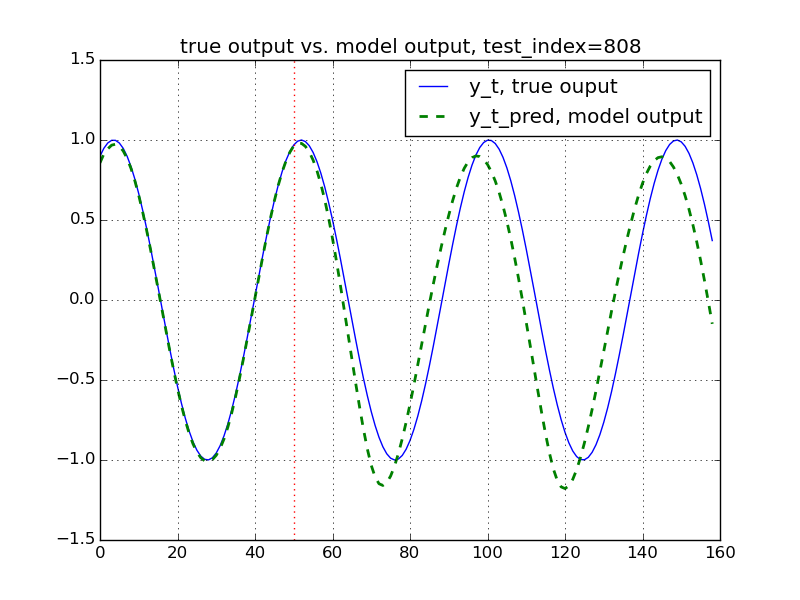 true output vs. model output, test_index=808
y_t, true ouput
y_t_pred, model output
1.5
1.0
0.5
0.0
−0.5
−1.0
−1.5
0 20 40 60 80 100 120 140 160